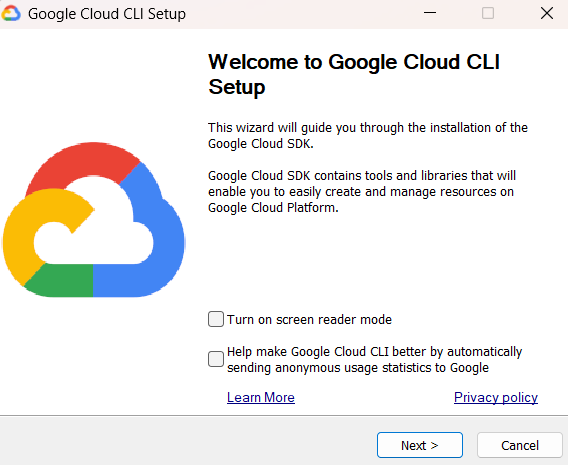 Google Cloud CLI Setup
Welcome to Google Cloud CLI
Setup
This wizard will guide you through the installation of the
Google Cloud SDK.
Google Cloud SDK contains tools and libraries that will
enable you to easily create and manage resources on
Google Cloud Platform.
Turn on screen reader mode
Help make Google Cloud CLI better by automatically
sending anonymous usage statistics to Google
Learn More Privacy policy
Next > Cancel